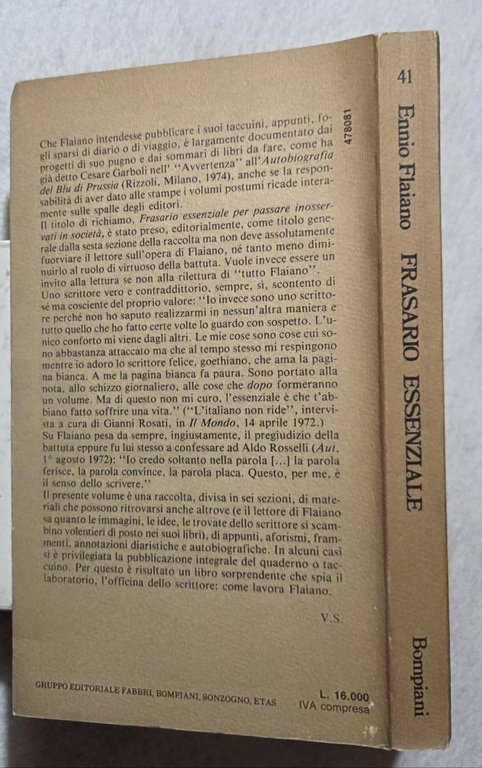 Che Flaiano intendesse pubblicare i suoi taccuini, appunti, fo-
gli sparsi di diario o di viaggio, è largamente documentato dai
progetti di suo pugno e dai sommari di libri da fare, come ha
già detto Cesare Garboli nell' "Avvertenza" all'Autobiografia
del Blu di Prussia (Rizzoli, Milano, 1974), anche se la respon-
sabilità di aver dato alle stampe i volumi postumi ricade intera-
mente sulle spalle degli editori.
Il titolo di richiamo, Frasario essenziale per passare inosser-
vati in società, è stato preso, editorialmente, come titolo gene-
rale dalla sesta sezione della raccolta ma non deve assolutamente
fuorviare il lettore sull'opera di Flaiano, né tanto meno dimi-
nuirlo al ruolo di virtuoso della battuta. Vuole invece essere un
invito alla lettura se non alla rilettura di "tutto Flaiano".
Uno scrittore vero e contraddittorio, sempre, sì, scontento di
sé ma cosciente del proprio valore: "Io invece sono uno scritto-
re perché non ho saputo realizzarmi in nessun'altra maniera e
tutto quello che ho fatto certe volte lo guardo con sospetto. L'u-
nico conforto mi viene dagli altri. Le mie cose sono cose cui so-
no abbastanza attaccato ma che al tempo stesso mi respingono
mentre io adoro lo scrittore felice, goethiano, che ama la pagi-
na bianca. A me la pagina bianca fa paura. Sono portato alla
nota, allo schizzo giornaliero, alle cose che dopo formeranno
un volume. Ma di questo non mi curo, l'essenziale è che t'ab-
biano fatto soffrire una vita." ("L'italiano non ride", intervi-
sta a cura di Gianni Rosati, in Il Mondo, 14 aprile 1972.)
Su Flaiano pesa da sempre, ingiustamente, il pregiudizio della
battuta eppure fu lui stesso a confessare ad Aldo Rosselli (Aut,
1° agosto 1972): "Io credo soltanto nella parola [...] la parola
ferisce, la parola convince, la parola placa. Questo, per me, è
il senso dello scrivere."
Il presente volume è una raccolta, divisa in sei sezioni, di mate-
riali che possono ritrovarsi anche altrove (e il lettore di Flaiano
sa quanto le immagini, le idee, le trovate dello scrittore si scam-
bino volentieri di posto nei suoi libri), di appunti, aforismi, fram-
menti, annotazioni diaristiche e autobiografiche. In alcuni casi
si è privilegiata la pubblicazione integrale del quaderno o tac-
cuino. Per questo è risultato un libro sorprendente che spia il
laboratorio, l'officina dello scrittore: come lavora Flaiano.
V.S.
GRUPPO EDITORIALE FABBRI, BOMPIANI, SONZOGNO, ETAS
L. 16.000
IVA compresa
478081
41
Ennio Flaiano FRASARIO ESSENZIALE
Bompiani